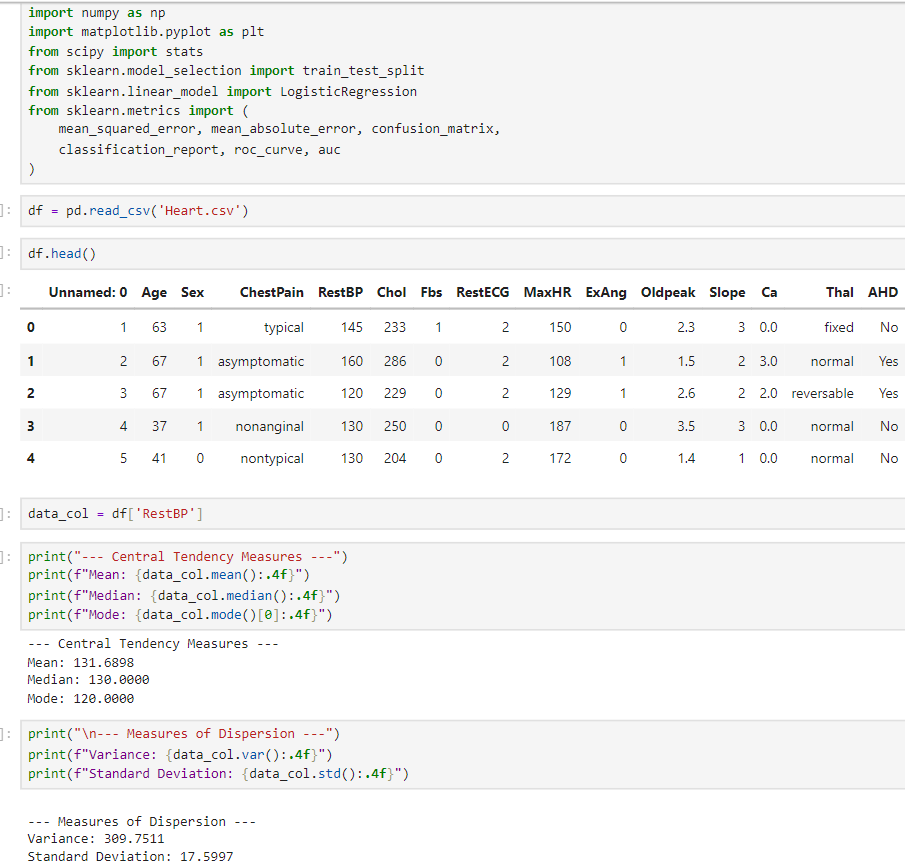 import numpy as np
import matplotlib.pyplot as plt
from scipy import stats
from sklearn.model_selection import train_test_split
from sklearn.linear_model import LogisticRegression
from sklearn.metrics import (
    mean_squared_error, mean_absolute_error, confusion_matrix,
    classification_report, roc_curve, auc
)
]: df = pd.read_csv('Heart.csv')
]: df.head()
]: Unnamed: 0 Age Sex ChestPain RestBP Chol Fbs RestECG MaxHR ExAng Oldpeak Slope Ca Thal AHD
0 1 63 1 typical 145 233 1 2 150 0 2.3 3 0.0 fixed No
1 2 67 1 asymptomatic 160 286 0 2 108 1 1.5 2 3.0 normal Yes
2 3 67 1 asymptomatic 120 229 0 2 129 1 2.6 2 2.0 reversable Yes
3 4 37 1 nonanginal 130 250 0 0 187 0 3.5 3 0.0 normal No
4 5 41 0 nontypical 130 204 0 2 172 0 1.4 1 0.0 normal No
]: data_col = df['RestBP']
]: print("--- Central Tendency Measures ---")
print(f"Mean: {data_col.mean():.4f}")
print(f"Median: {data_col.median():.4f}")
print(f"Mode: {data_col.mode()[0]:.4f}")
--- Central Tendency Measures ---
Mean: 131.6898
Median: 130.0000
Mode: 120.0000
]: print("\n--- Measures of Dispersion ---")
print(f"Variance: {data_col.var():.4f}")
print(f"Standard Deviation: {data_col.std():.4f}")
--- Measures of Dispersion ---
Variance: 309.7511
Standard Deviation: 17.5997